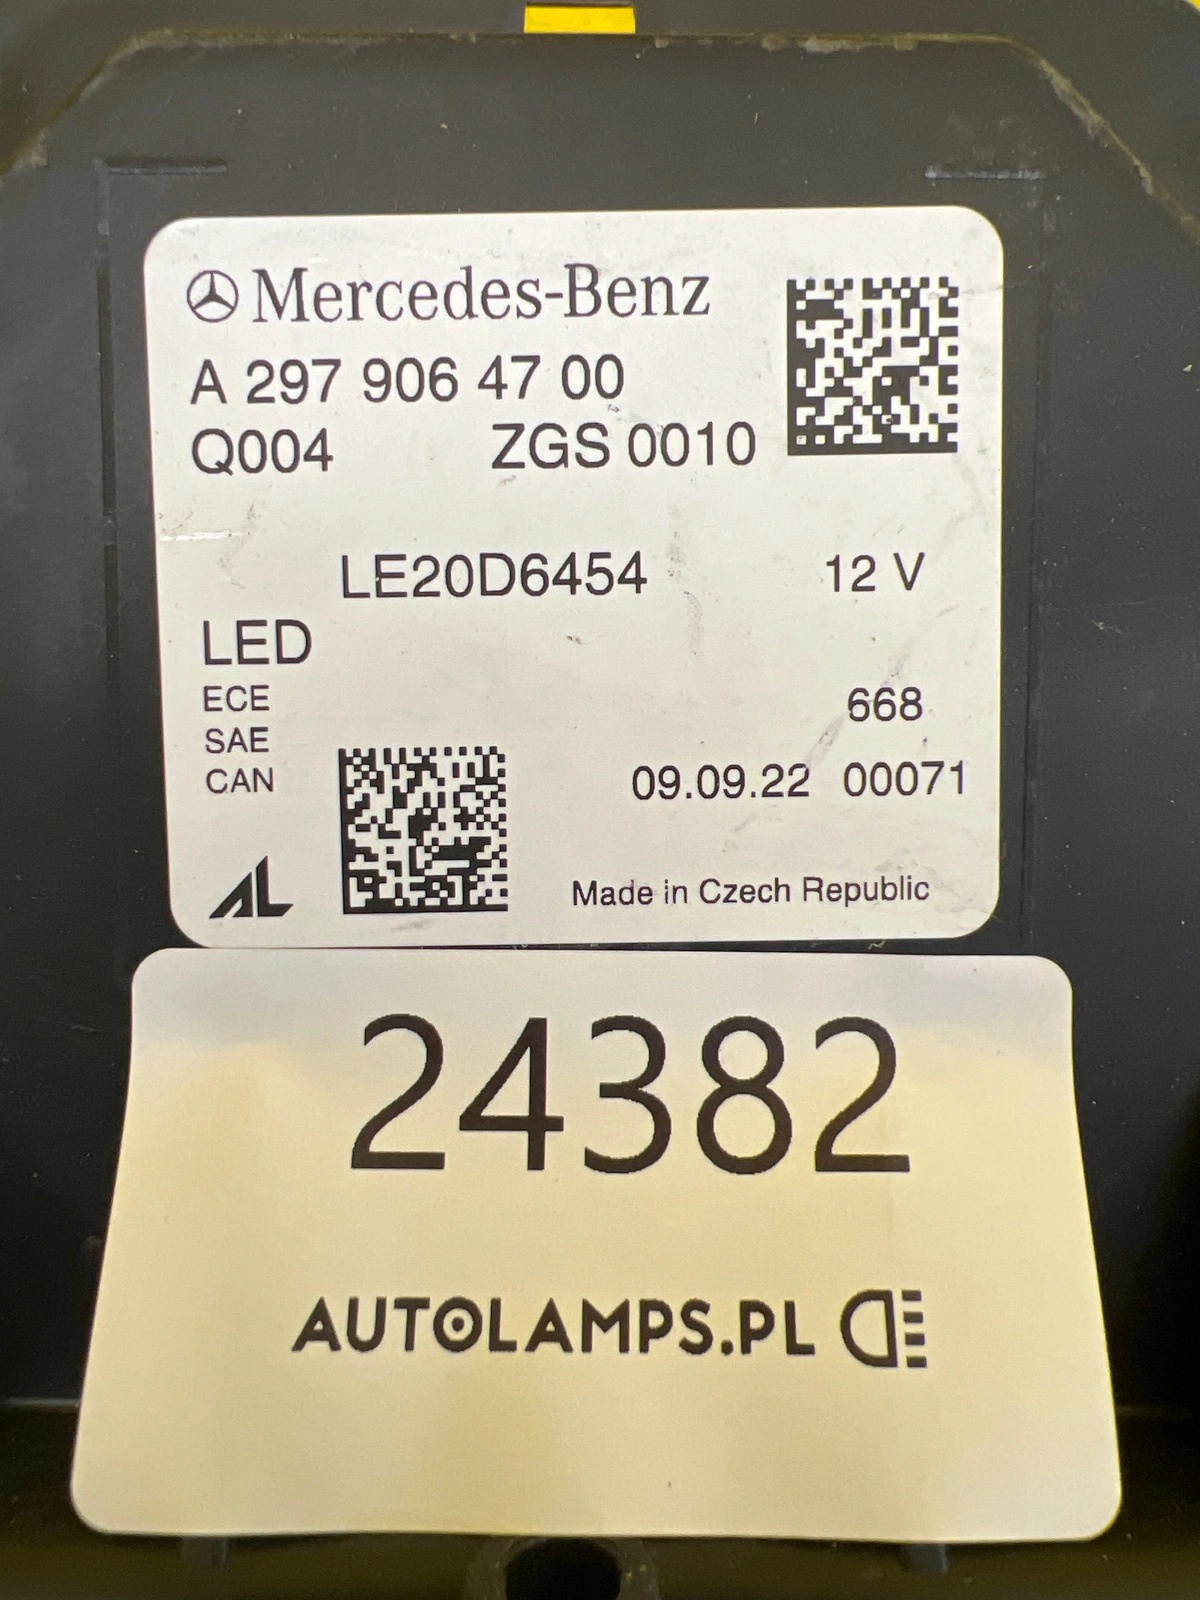 Mercedes-Benz
A 297 906 47 00
Q004 ZGS 0010
LE20D6454 12 V
LED
ECE
SAE
CAN
668
09.09.22 00071
AL
Made in Czech Republic
24382
AUTOLAMPS.PL